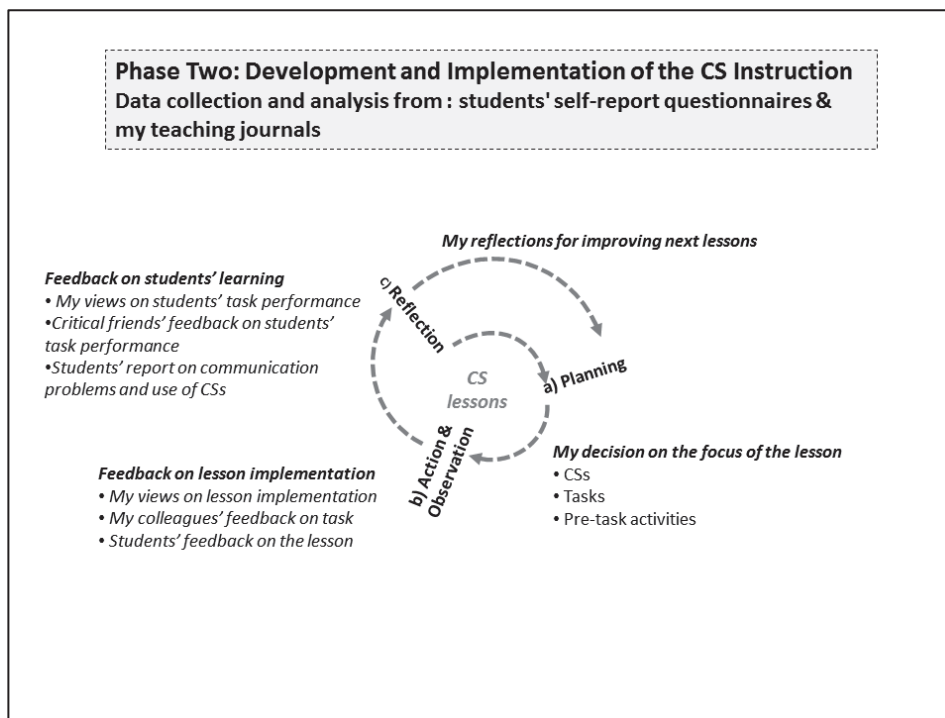 Phase Two: Development and Implementation of the CS Instruction
Data collection and analysis from : students' self-report questionnaires &
my teaching journals
My reflections for improving next lessons
Feedback on students’ learning
• My views on students’ task performance
•Critical friends’ feedback on students’
task performance
•Students’ report on communication
problems and use of CSs
c) Reflection
CS
lessons
a) Planning
b) Action &
Observation
My decision on the focus of the lesson
• CSs
• Tasks
• Pre-task activities
Feedback on lesson implementation
• My views on lesson implementation
• My colleagues’ feedback on task
• Students’ feedback on the lesson